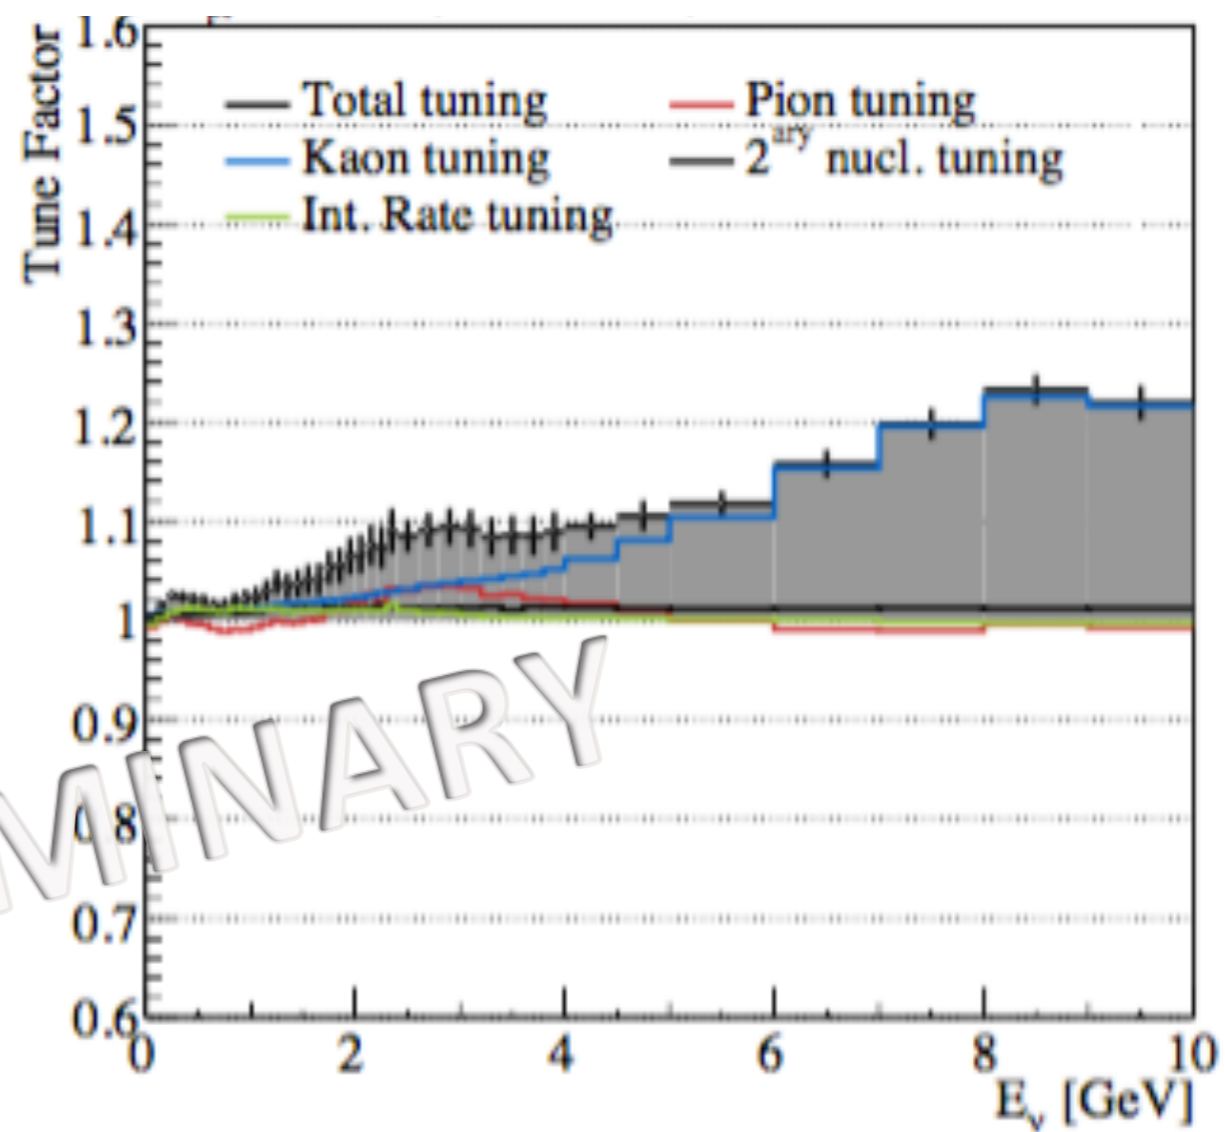 Tune Factor
1.6
1.5
1.4
1.3
1.2
1.1
1
0.9
0.8
0.7
0.6
Total tuning
Pion tuning
Kaon tuning
2ary nucl. tuning
Int. Rate tuning
MINARY
0 2 4 6 8 10
Eν [GeV]